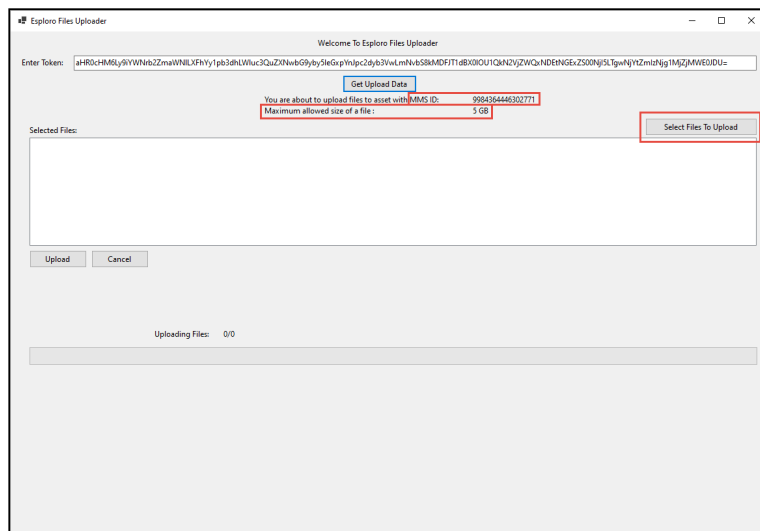 Esploro Files Uploader
Welcome To Esploro Files Uploader
Enter Token:
Get Upload Data
You are about to upload files to asset with MMS ID: 9984364446302771
Maximum allowed size of a file : 5 GB
Select Files To Upload
Selected Files:
Upload Cancel
Uploading Files: 0/0